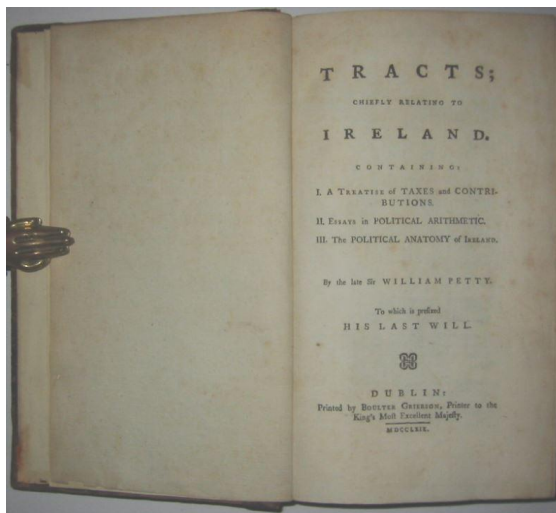 TRACTS;
CHIEFLY RELATING TO
IRELAND.
CONTAINING:
I. A TREATISE of TAXES and CONTRI-
BUTIONS.
II. ESSAYS in POLITICAL ARITHMETIC.
III. The POLITICAL ANATOMY of IRELAND.
By the late Sir WILLIAM PETTY.
To which is prefixed
HIS LAST WILL.
DUBLIN:
Printed by BOULTER GRIERSON, Printer to the
King's Moſt Excellent Majeſty.
MDCCLXIX.